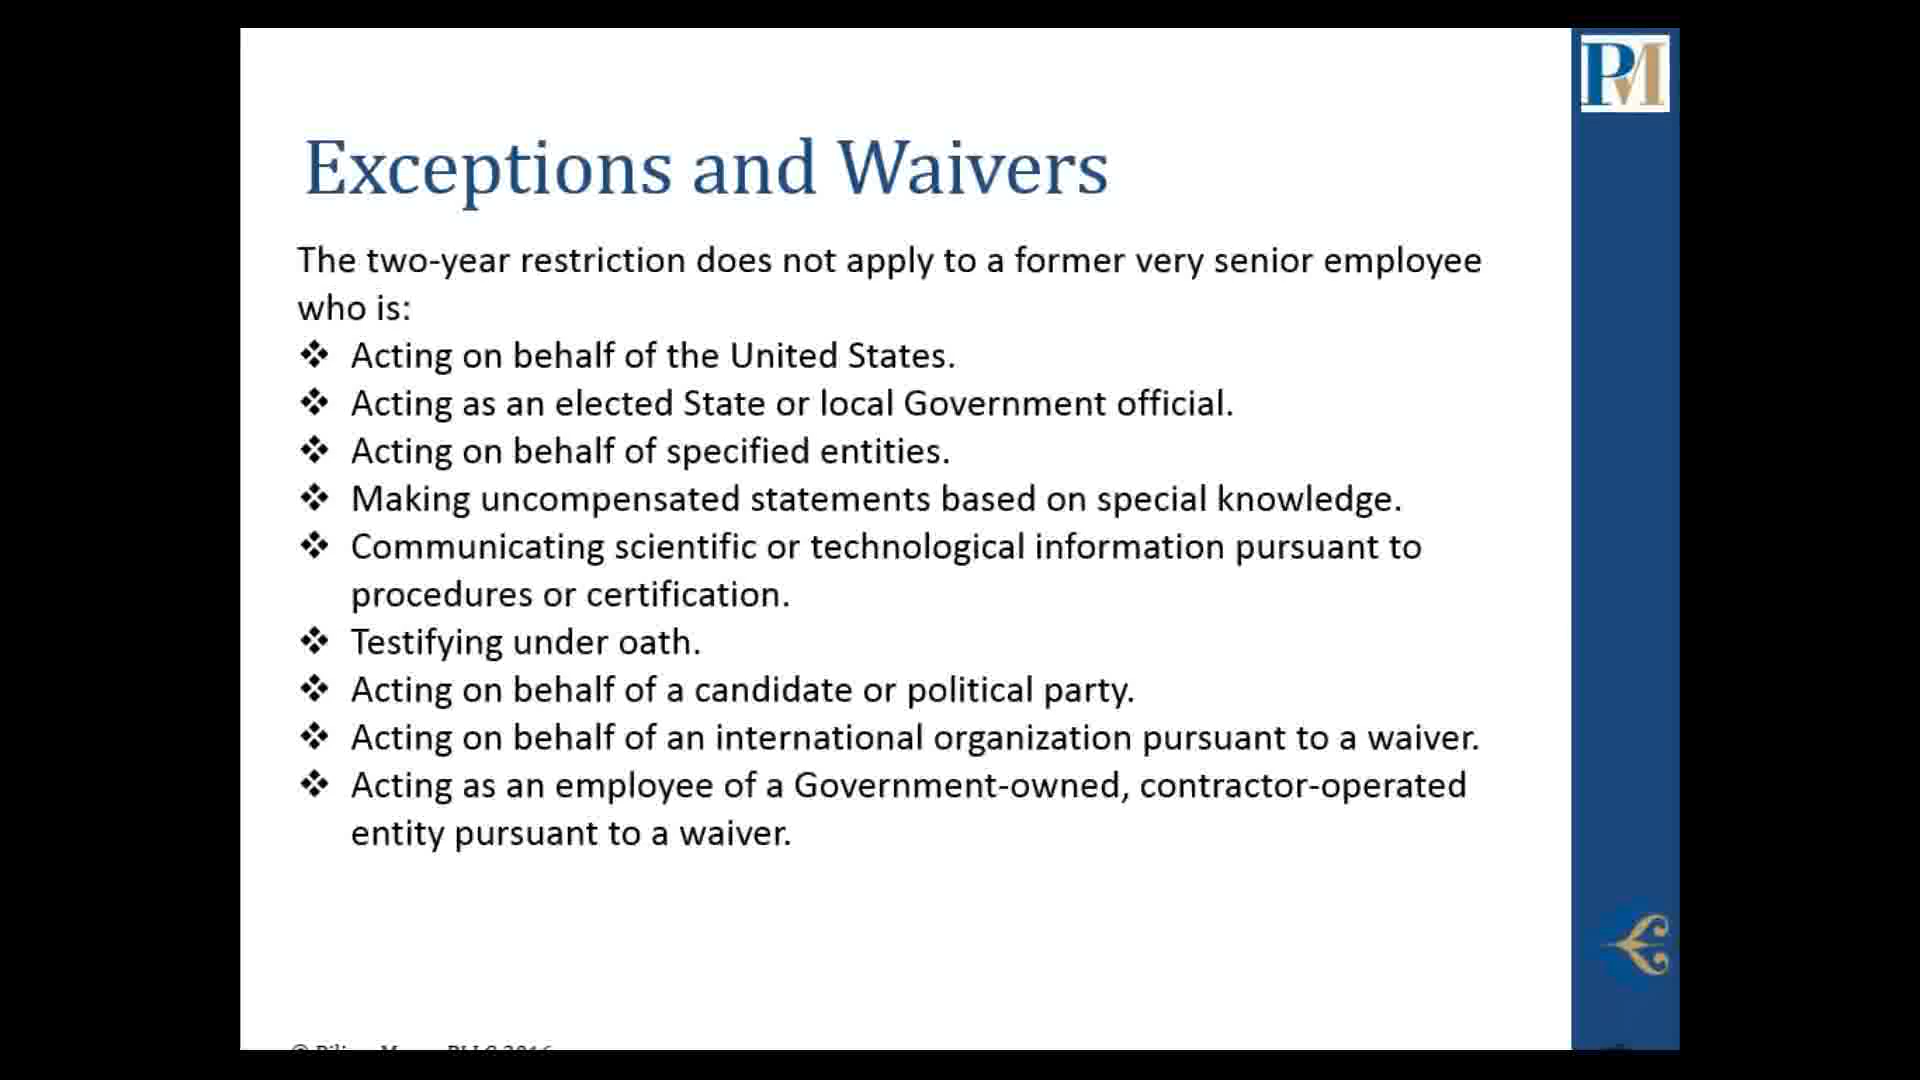 PM
Exceptions and Waivers
The two-year restriction does not apply to a former very senior employee
who is:
❖ Acting on behalf of the United States.
❖ Acting as an elected State or local Government official.
❖ Acting on behalf of specified entities.
❖ Making uncompensated statements based on special knowledge.
❖ Communicating scientific or technological information pursuant to
procedures or certification.
❖ Testifying under oath.
❖ Acting on behalf of a candidate or political party.
❖ Acting on behalf of an international organization pursuant to a waiver.
❖ Acting as an employee of a Government-owned, contractor-operated
entity pursuant to a waiver.